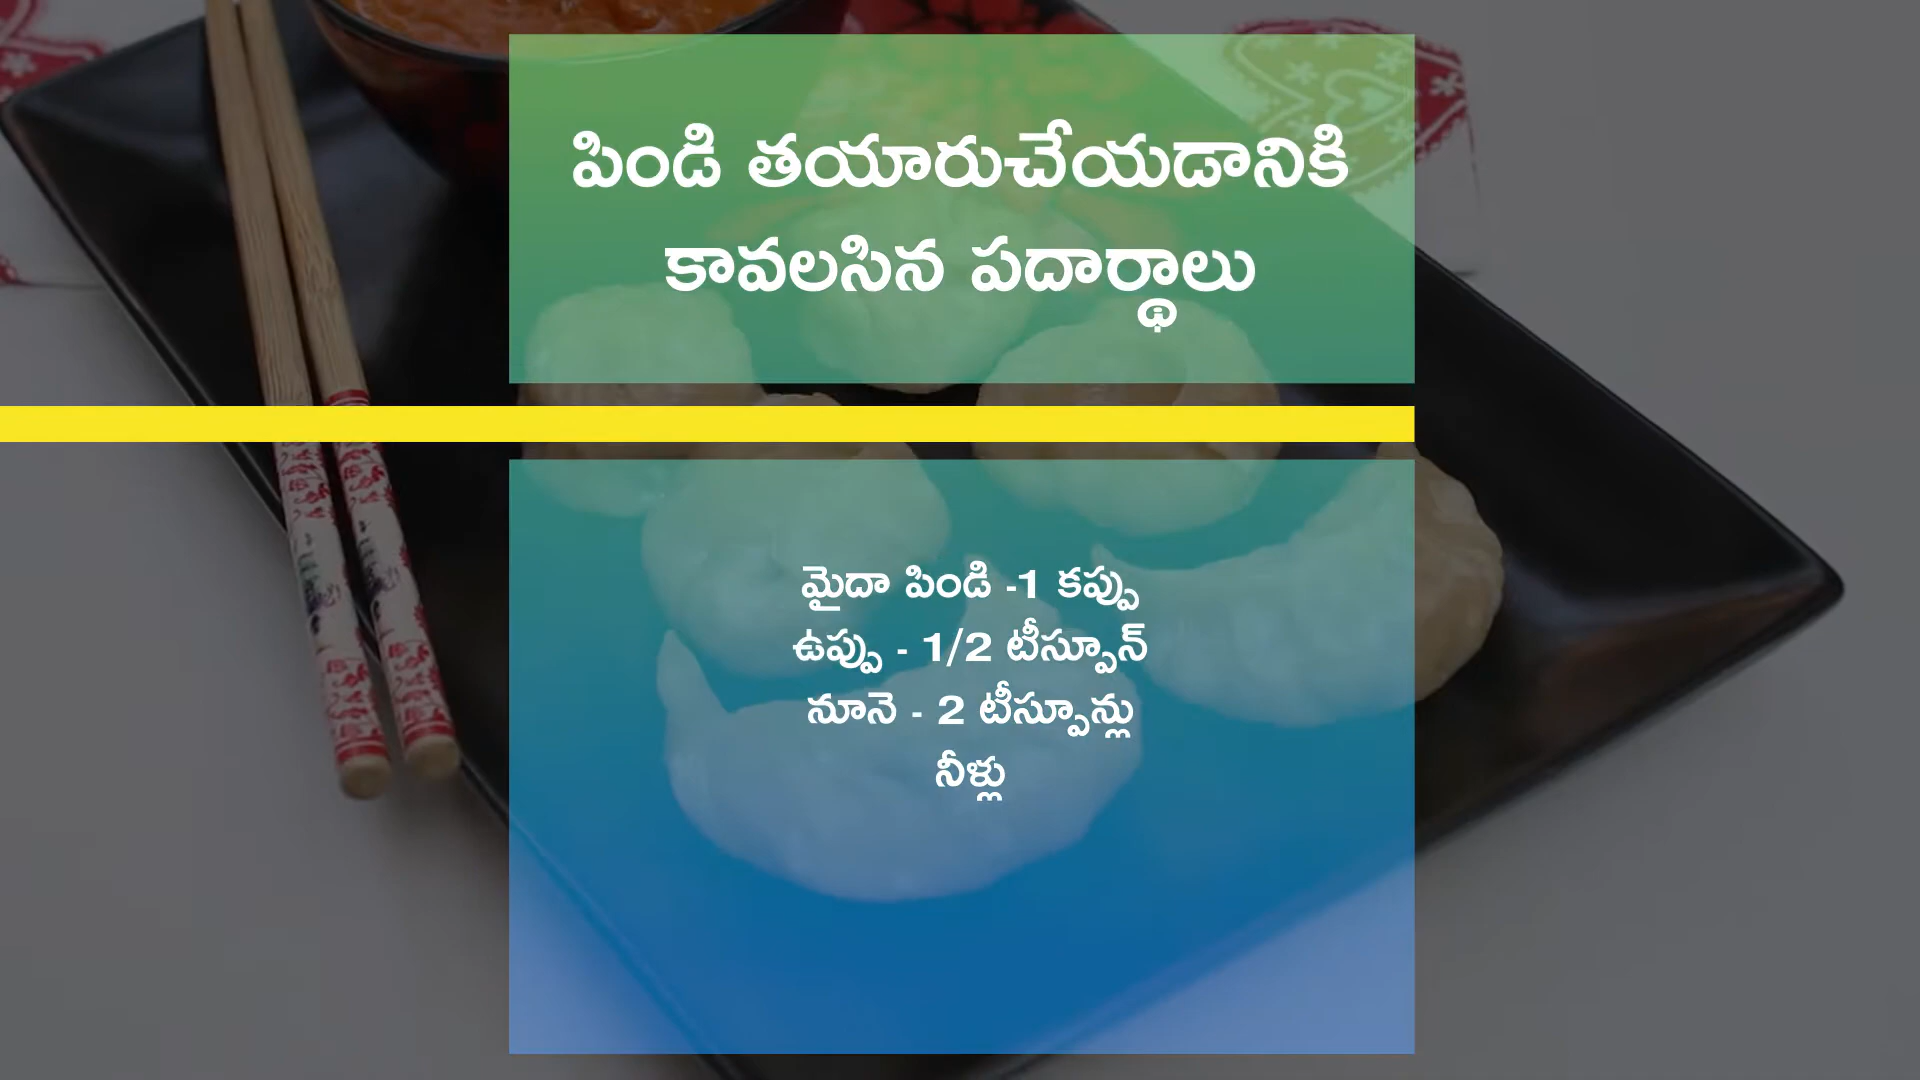 పిండి తయారుచేయడానికి
కావలసిన పదార్థాలు
మైదా పిండి -1 కప్పు
ఉప్పు - 1/2 టీస్పూన్
నూనె - 2 టీస్పూన్లు
నీళ్లు